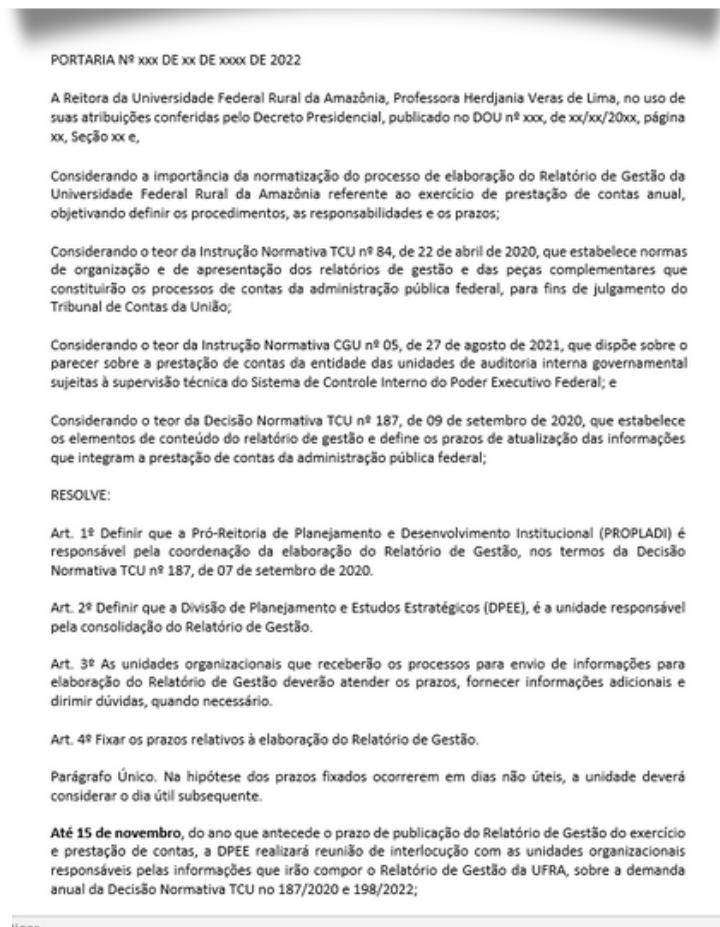 PORTARIA Nº xxx DE xx DE xxxx DE 2022
A Reitora da Universidade Federal Rural da Amazônia, Professora Herdjania Veras de Lima, no uso de
suas atribuições conferidas pelo Decreto Presidencial, publicado no DOU nº xxx, de xx/xx/20xx, página
xx, Seção xx e,
Considerando a importância da normatização do processo de elaboração do Relatório de Gestão da
Universidade Federal Rural da Amazônia referente ao exercício de prestação de contas anual,
objetivando definir os procedimentos, as responsabilidades e os prazos;
Considerando o teor da Instrução Normativa TCU nº 84, de 22 de abril de 2020, que estabelece normas
de organização e de apresentação dos relatórios de gestão e das peças complementares que
constituirão os processos de contas da administração pública federal, para fins de julgamento do
Tribunal de Contas da União;
Considerando o teor da Instrução Normativa CGU nº 05, de 27 de agosto de 2021, que dispõe sobre o
parecer sobre a prestação de contas da entidade das unidades de auditoria interna governamental
sujeitas à supervisão técnica do Sistema de Controle Interno do Poder Executivo Federal; e
Considerando o teor da Decisão Normativa TCU nº 187, de 09 de setembro de 2020, que estabelece
os elementos de conteúdo do relatório de gestão e define os prazos de atualização das informações
que integram a prestação de contas da administração pública federal;
RESOLVE:
Art. 1º Definir que a Pró-Reitoria de Planejamento e Desenvolvimento Institucional (PROPLADI) é
responsável pela coordenação da elaboração do Relatório de Gestão, nos termos da Decisão
Normativa TCU nº 187, de 07 de setembro de 2020.
Art. 2º Definir que a Divisão de Planejamento e Estudos Estratégicos (DPEE), é a unidade responsável
pela consolidação do Relatório de Gestão.
Art. 3º As unidades organizacionais que receberão os processos para envio de informações para
elaboração do Relatório de Gestão deverão atender os prazos, fornecer informações adicionais e
dirimir dúvidas, quando necessário.
Art. 4º Fixar os prazos relativos à elaboração do Relatório de Gestão.
Parágrafo Único. Na hipótese dos prazos fixados ocorrerem em dias não úteis, a unidade deverá
considerar o dia útil subsequente.
Até 15 de novembro, do ano que antecede o prazo de publicação do Relatório de Gestão do exercício
e prestação de contas, a DPEE realizará reunião de interlocução com as unidades organizacionais
responsáveis pelas informações que irão compor o Relatório de Gestão da UFRA, sobre a demanda
anual da Decisão Normativa TCU no 187/2020 e 198/2022;